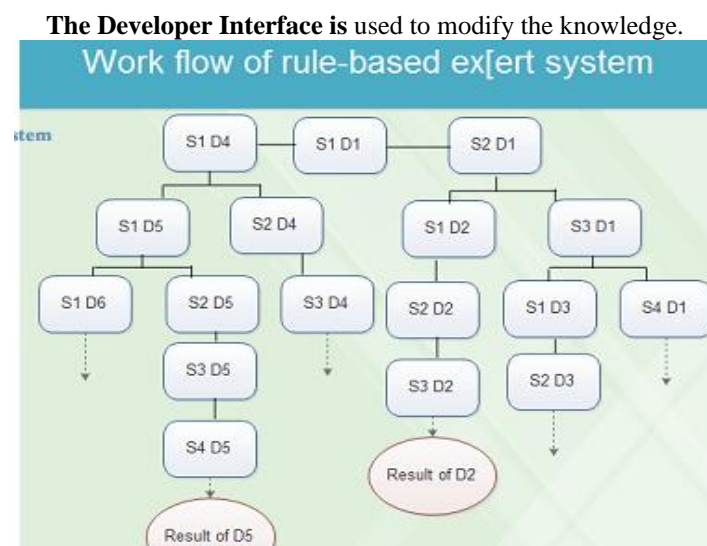 The Developer Interface is used to modify the knowledge.
Work flow of rule-based ex[ert system
stem
S1 D4 S1 D1 S2 D1
S1 D5 S2 D4 S1 D2 S3 D1
S1 D6 S2 D5 S3 D4 S2 D2 S1 D3 S4 D1
S3 D5 S3 D2 S2 D3
S4 D5
Result of D2
Result of D5